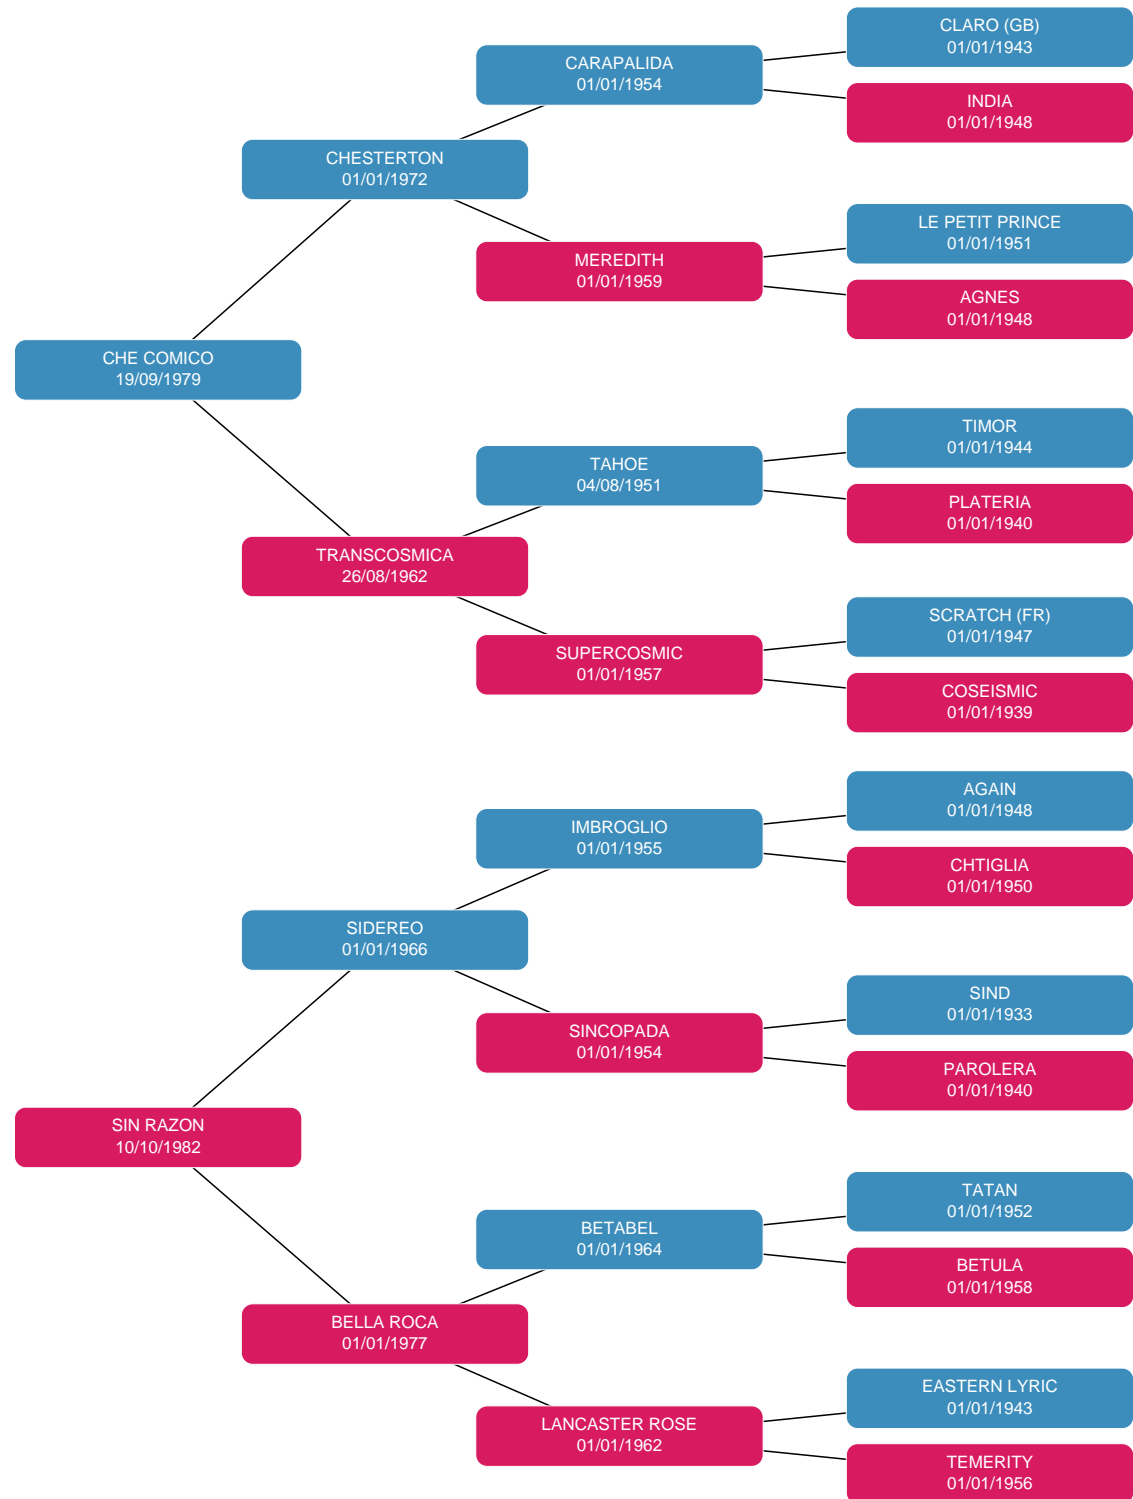 CLARO (GB)
01/01/1943
CARAPALIDA
01/01/1954
INDIA
01/01/1948
CHESTERTON
01/01/1972
LE PETIT PRINCE
01/01/1951
MEREDITH
01/01/1959
AGNES
01/01/1948
CHE COMICO
19/09/1979
TIMOR
01/01/1944
TAHOE
04/08/1951
PLATERIA
01/01/1940
TRANSCOSMICA
26/08/1962
SCRATCH (FR)
01/01/1947
SUPERCOSMIC
01/01/1957
COSEISMIC
01/01/1939
AGAIN
01/01/1948
IMBROGLIO
01/01/1955
CHTIGLIA
01/01/1950
SIDEREO
01/01/1966
SIND
01/01/1933
SINCOPADA
01/01/1954
PAROLERA
01/01/1940
SIN RAZON
10/10/1982
TATAN
01/01/1952
BETABEL
01/01/1964
BETULA
01/01/1958
BELLA ROCA
01/01/1977
EASTERN LYRIC
01/01/1943
LANCASTER ROSE
01/01/1962
TEMERITY
01/01/1956